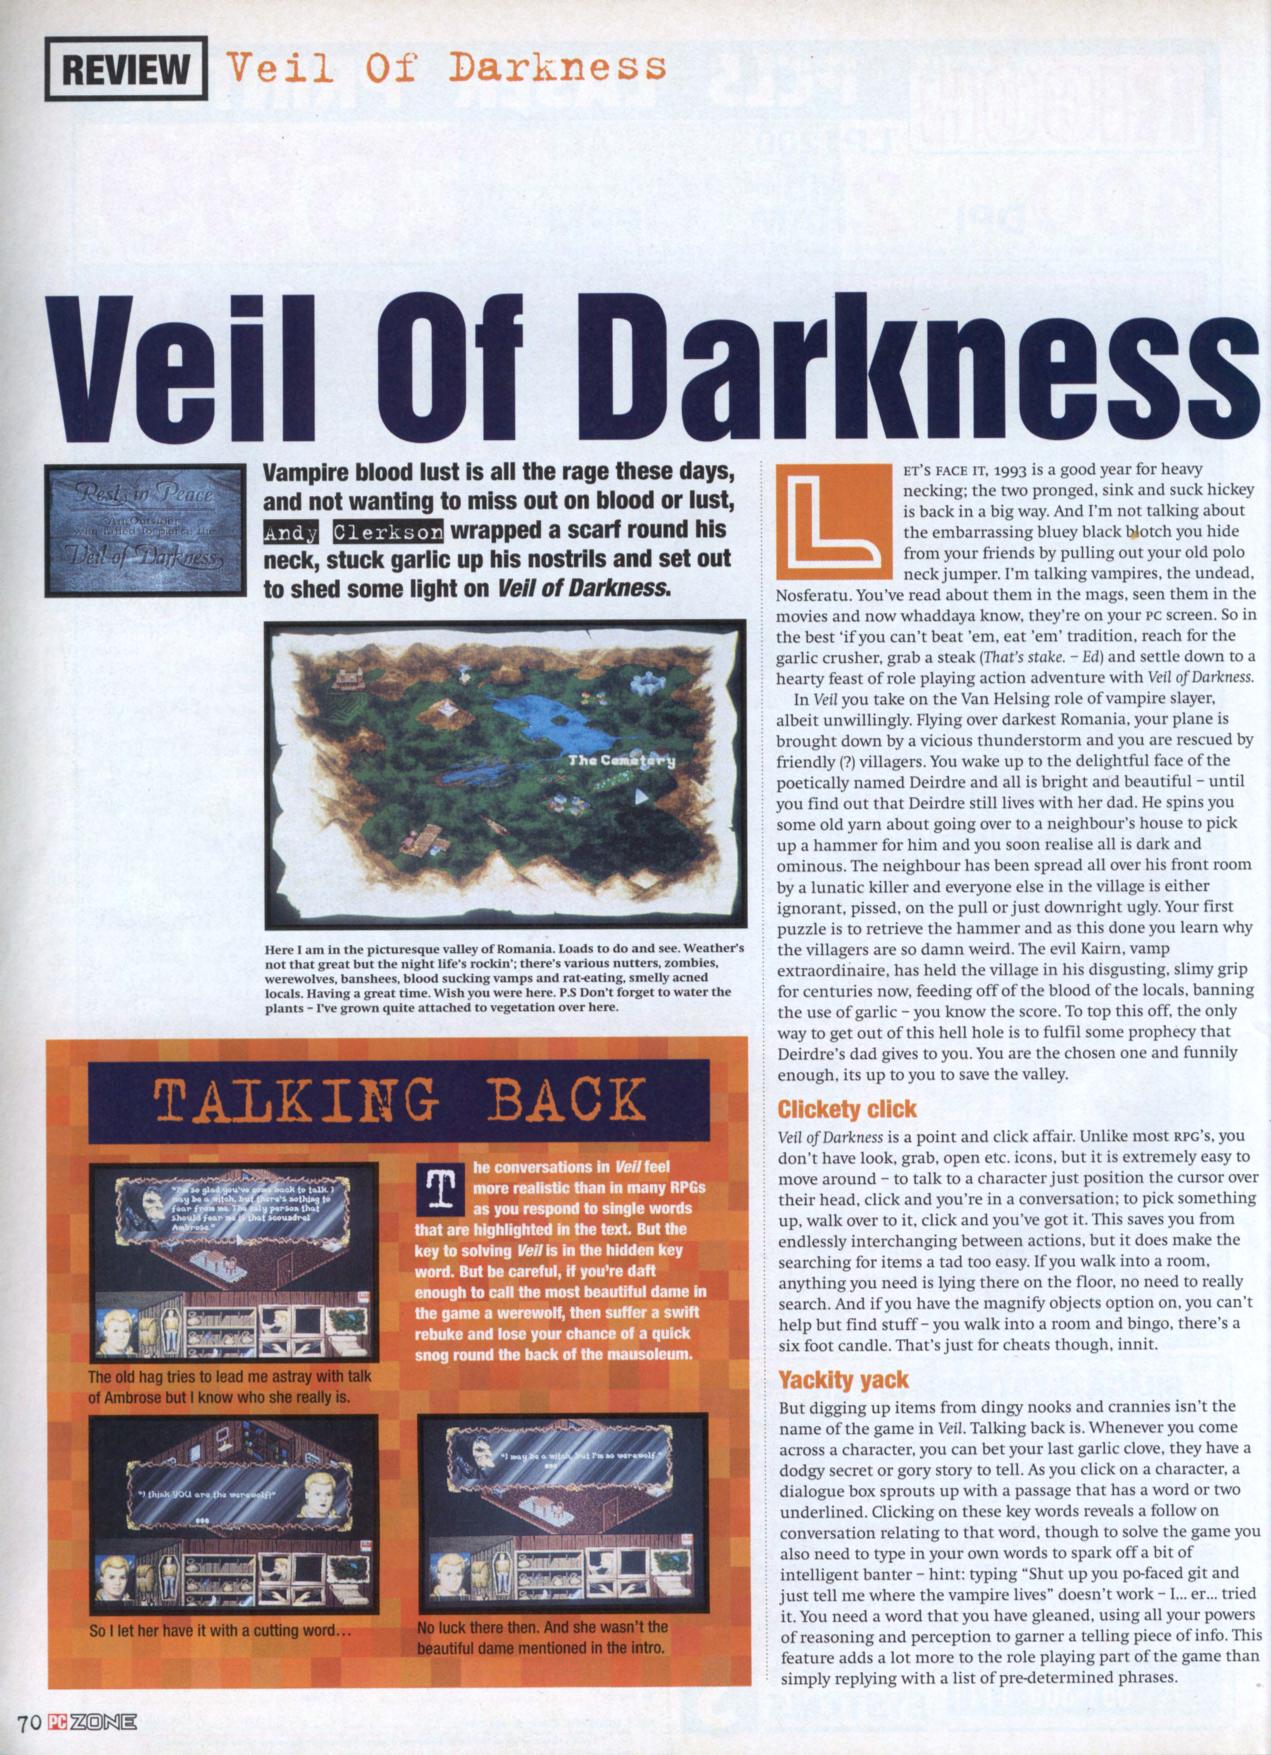 REVIEW Veil Of Darkness
Veil Of Darkness
Rest in Peace
An Outsider
who failed to pierce the
Veil of Darkness
Vampire blood lust is all the rage these days,
and not wanting to miss out on blood or lust,
Andy Clerkson wrapped a scarf round his
neck, stuck garlic up his nostrils and set out
to shed some light on Veil of Darkness.
The Cemetery
Here I am in the picturesque valley of Romania. Loads to do and see. Weather's
not that great but the night life's rockin'; there's various nutters, zombies,
werewolves, banshees, blood sucking vamps and rat-eating, smelly acned
locals. Having a great time. Wish you were here. P.S Don't forget to water the
plants – I've grown quite attached to vegetation over here.
TALKING BACK
"I'm so glad you've come back to talk. I
may be a witch, but there's nothing to
fear from me. The only person that
should fear me is that scoundrel
Ambrose."
The old hag tries to lead me astray with talk
of Ambrose but I know who she really is.
The conversations in Veil feel
more realistic than in many RPGs
as you respond to single words
that are highlighted in the text. But the
key to solving Veil is in the hidden key
word. But be careful, if you're daft
enough to call the most beautiful dame in
the game a werewolf, then suffer a swift
rebuke and lose your chance of a quick
snog round the back of the mausoleum.
"I think YOU are the werewolf!"
So I let her have it with a cutting word...
"I may be a witch, but I'm no werewolf."
No luck there then. And she wasn't the
beautiful dame mentioned in the intro.
LET'S FACE IT, 1993 is a good year for heavy
necking; the two pronged, sink and suck hickey
is back in a big way. And I'm not talking about
the embarrassing bluey black blotch you hide
from your friends by pulling out your old polo
neck jumper. I'm talking vampires, the undead,
Nosferatu. You've read about them in the mags, seen them in the
movies and now whaddaya know, they're on your PC screen. So in
the best 'if you can't beat 'em, eat 'em' tradition, reach for the
garlic crusher, grab a steak (That's stake. – Ed) and settle down to a
hearty feast of role playing action adventure with Veil of Darkness.
In Veil you take on the Van Helsing role of vampire slayer,
albeit unwillingly. Flying over darkest Romania, your plane is
brought down by a vicious thunderstorm and you are rescued by
friendly (?) villagers. You wake up to the delightful face of the
poetically named Deirdre and all is bright and beautiful – until
you find out that Deirdre still lives with her dad. He spins you
some old yarn about going over to a neighbour's house to pick
up a hammer for him and you soon realise all is dark and
ominous. The neighbour has been spread all over his front room
by a lunatic killer and everyone else in the village is either
ignorant, pissed, on the pull or just downright ugly. Your first
puzzle is to retrieve the hammer and as this done you learn why
the villagers are so damn weird. The evil Kairn, vamp
extraordinaire, has held the village in his disgusting, slimy grip
for centuries now, feeding off of the blood of the locals, banning
the use of garlic – you know the score. To top this off, the only
way to get out of this hell hole is to fulfil some prophecy that
Deirdre's dad gives to you. You are the chosen one and funnily
enough, its up to you to save the valley.
Clickety click
Veil of Darkness is a point and click affair. Unlike most RPG's, you
don't have look, grab, open etc. icons, but it is extremely easy to
move around – to talk to a character just position the cursor over
their head, click and you're in a conversation; to pick something
up, walk over to it, click and you've got it. This saves you from
endlessly interchanging between actions, but it does make the
searching for items a tad too easy. If you walk into a room,
anything you need is lying there on the floor, no need to really
search. And if you have the magnify objects option on, you can't
help but find stuff – you walk into a room and bingo, there's a
six foot candle. That's just for cheats though, innit.
Yackity yack
But digging up items from dingy nooks and crannies isn't the
name of the game in Veil. Talking back is. Whenever you come
across a character, you can bet your last garlic clove, they have a
dodgy secret or gory story to tell. As you click on a character, a
dialogue box sprouts up with a passage that has a word or two
underlined. Clicking on these key words reveals a follow on
conversation relating to that word, though to solve the game you
also need to type in your own words to spark off a bit of
intelligent banter – hint: typing "Shut up you po-faced git and
just tell me where the vampire lives" doesn't work – I... er... tried
it. You need a word that you have gleaned, using all your powers
of reasoning and perception to garner a telling piece of info. This
feature adds a lot more to the role playing part of the game than
simply replying with a list of pre-determined phrases.
70 PC ZONE